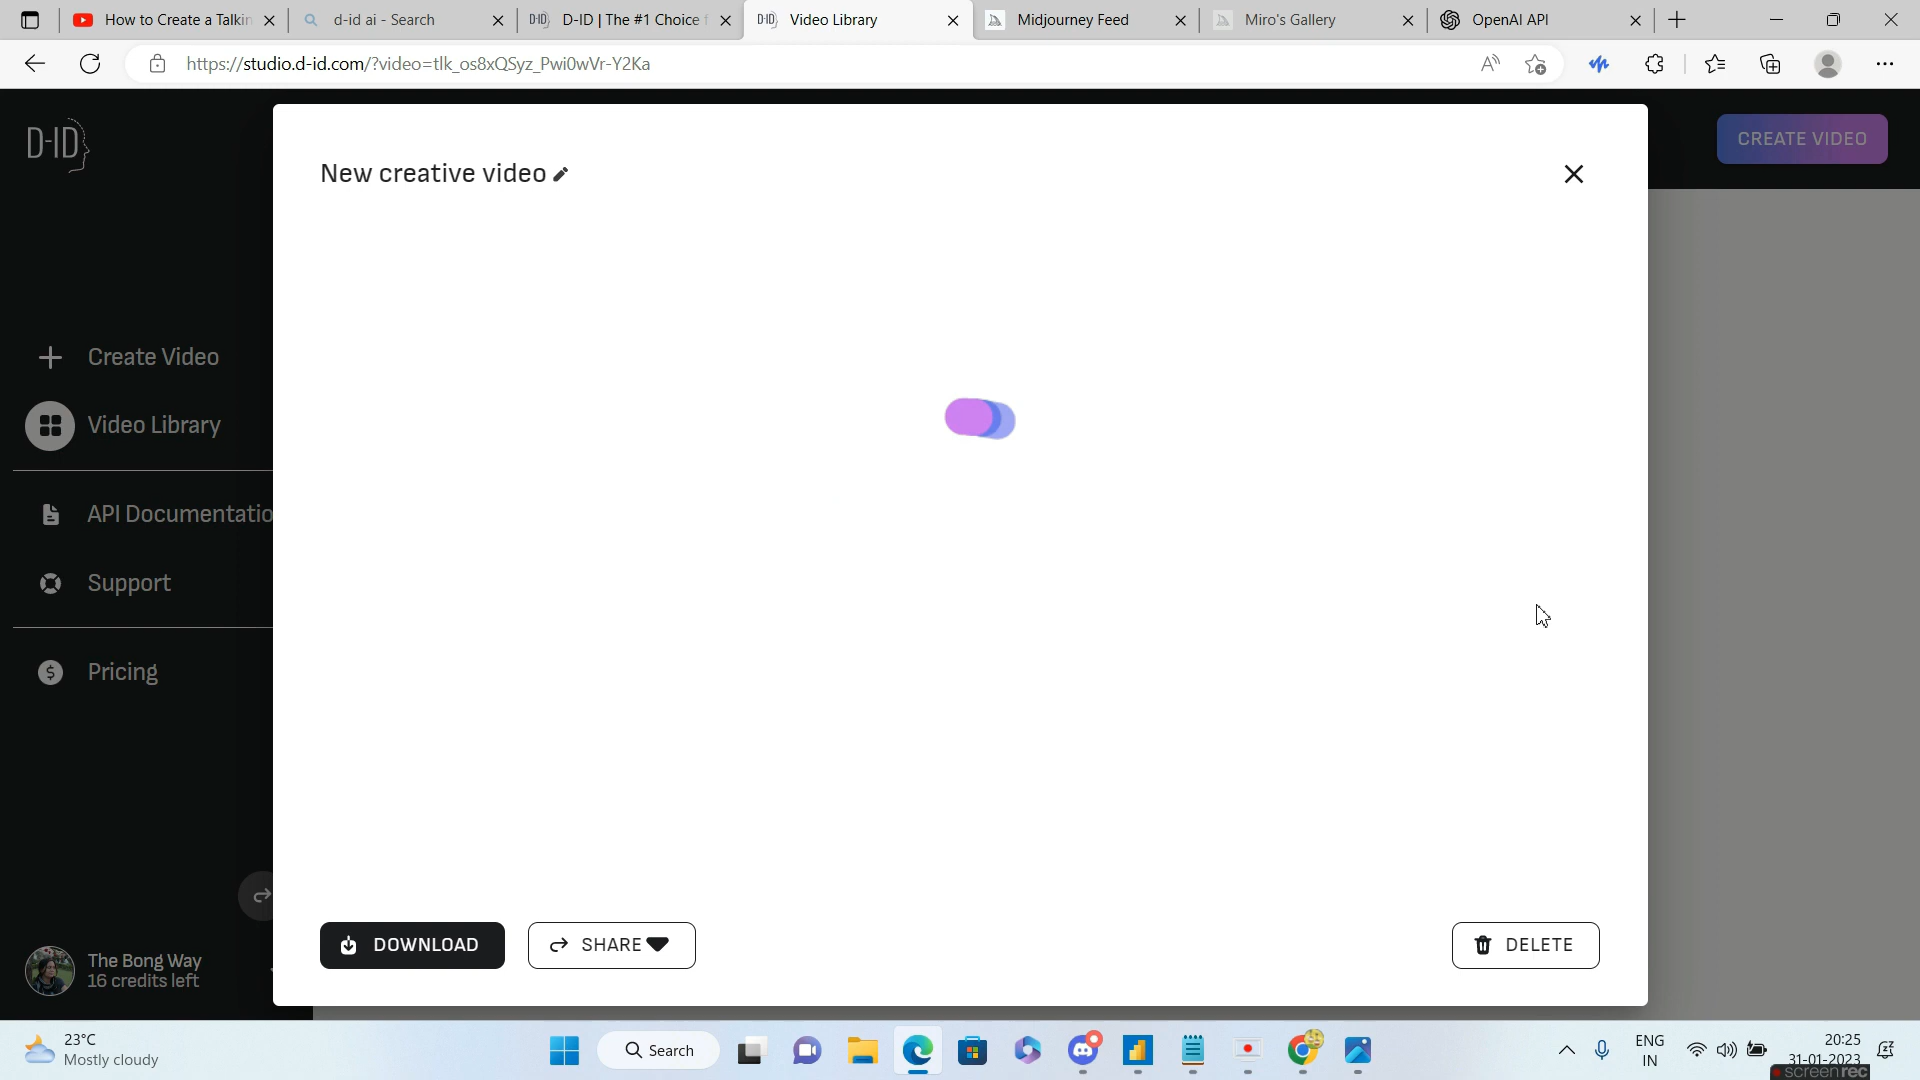 How to Create a Talkin
d-id ai - Search
D-ID D-ID | The #1 Choice f
D-ID Video Library
Midjourney Feed
Miro's Gallery
OpenAI API
https://studio.d-id.com/?video=tlk_os8xQSyz_Pwi0wVr-Y2Ka
D-ID
New creative video
CREATE VIDEO
Create Video
Video Library
API Documentatio
Support
Pricing
The Bong Way
16 credits left
DOWNLOAD
SHARE
DELETE
23°C
Mostly cloudy
Search
ENG
IN
20:25
31-01-2023
screenrec